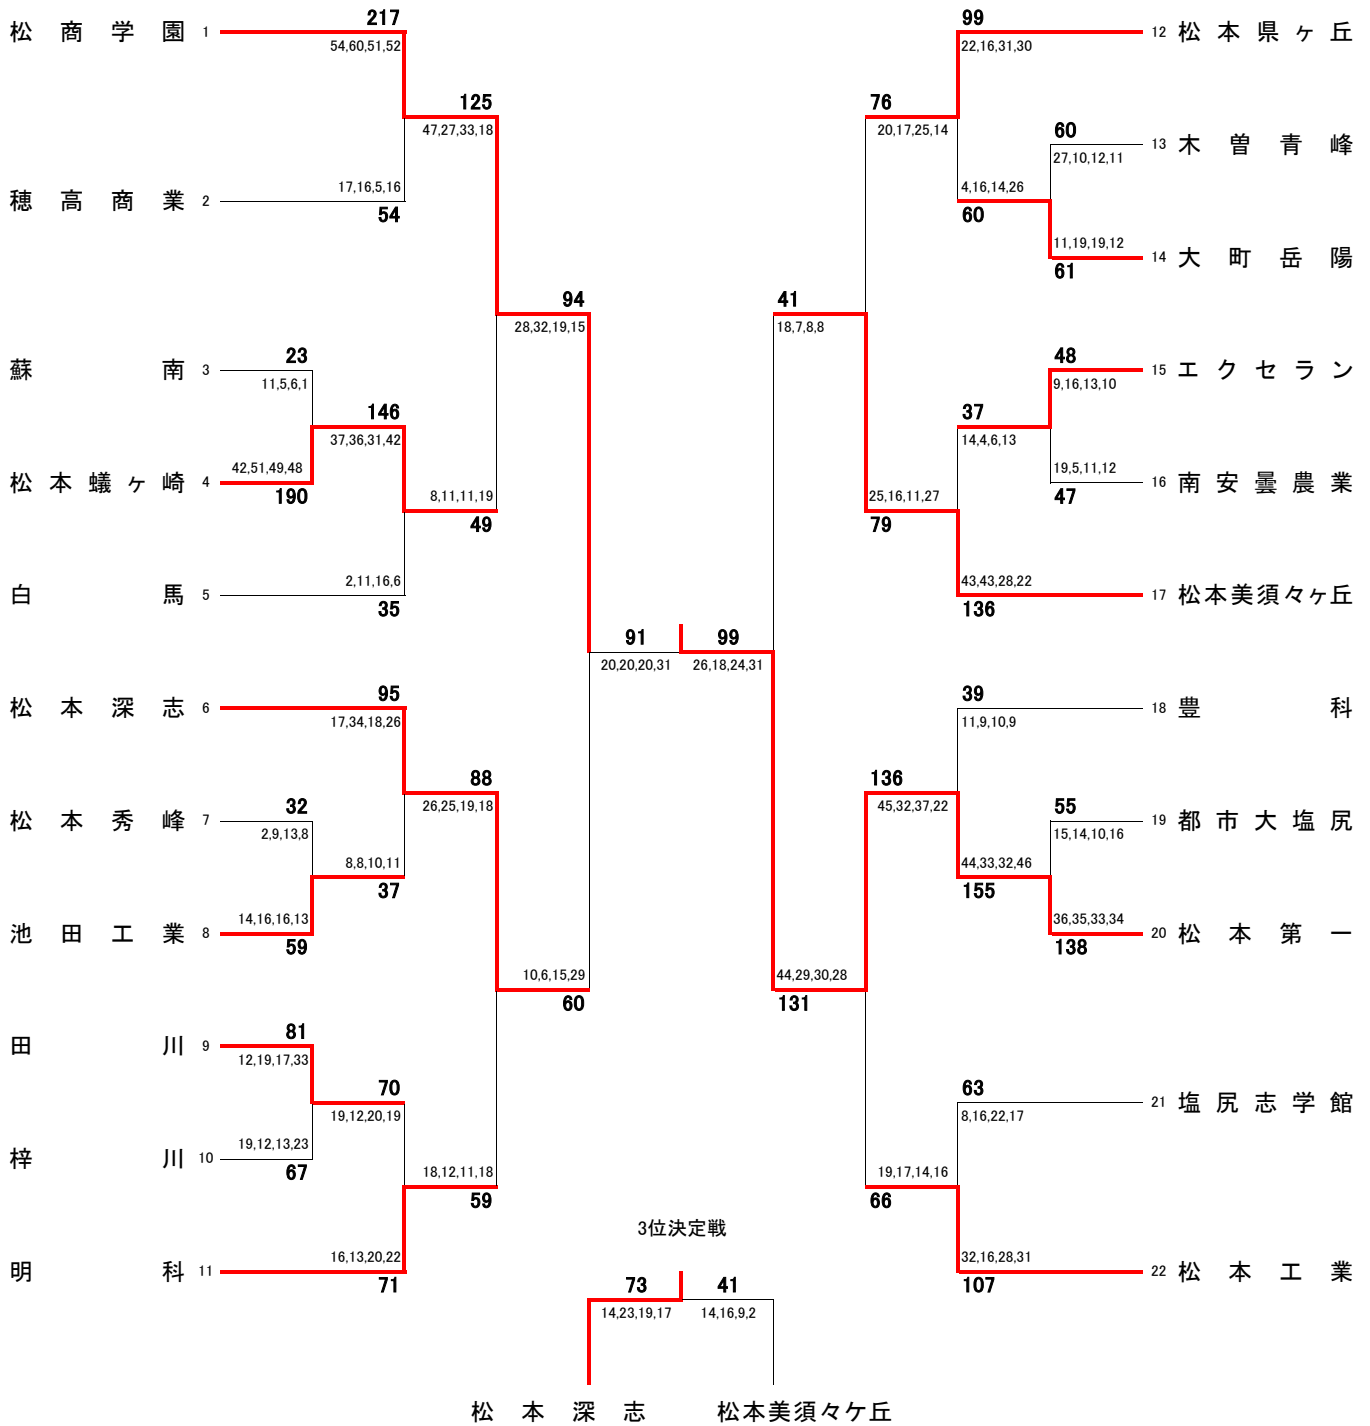 217 99
松商学園 1 12 松本県ヶ丘
54,60,51,52 22,16,31,30
125 76
47,27,33,18 20,17,25,14 60
13 木曽青峰
27,10,12,11
17,16,5,16 4,16,14,26
穂高商業 2
54 60
11,19,19,12
14 大町岳陽
61
94 41
28,32,19,15 18,7,8,8
23 48
蘇南 3 15 エクセラン
11,5,6,1 9,16,13,10
146 37
37,36,31,42 14,4,6,13
42,51,49,48 19,5,11,12
松本蟻ヶ崎 4 16 南安曇農業
190 8,11,11,19 25,16,11,27 47
49 79
2,11,16,6 43,43,28,22
白馬 5 17 松本美須々ヶ丘
35 136
91 99
20,20,20,31 26,18,24,31
95 39
松本深志 6 18 豊科
17,34,18,26 11,9,10,9
88 136
26,25,19,18 45,32,37,22
32 55
松本秀峰 7 19 都市大塩尻
2,9,13,8 15,14,10,16
8,8,10,11 44,33,32,46
37 155
14,16,16,13 36,35,33,34
池田工業 8 20 松本第一
59 138
10,6,15,29 44,29,30,28
60 131
81
田川 9
12,19,17,33
70 63
21 塩尻志学館
19,12,20,19 8,16,22,17
19,12,13,23
梓川 10
67 18,12,11,18 19,17,14,16
59 66
3位決定戦
16,13,20,22 32,16,28,31
明科 11 22 松本工業
71 73 41 107
14,23,19,17 14,16,9,2
松本深志 松本美須々ケ丘